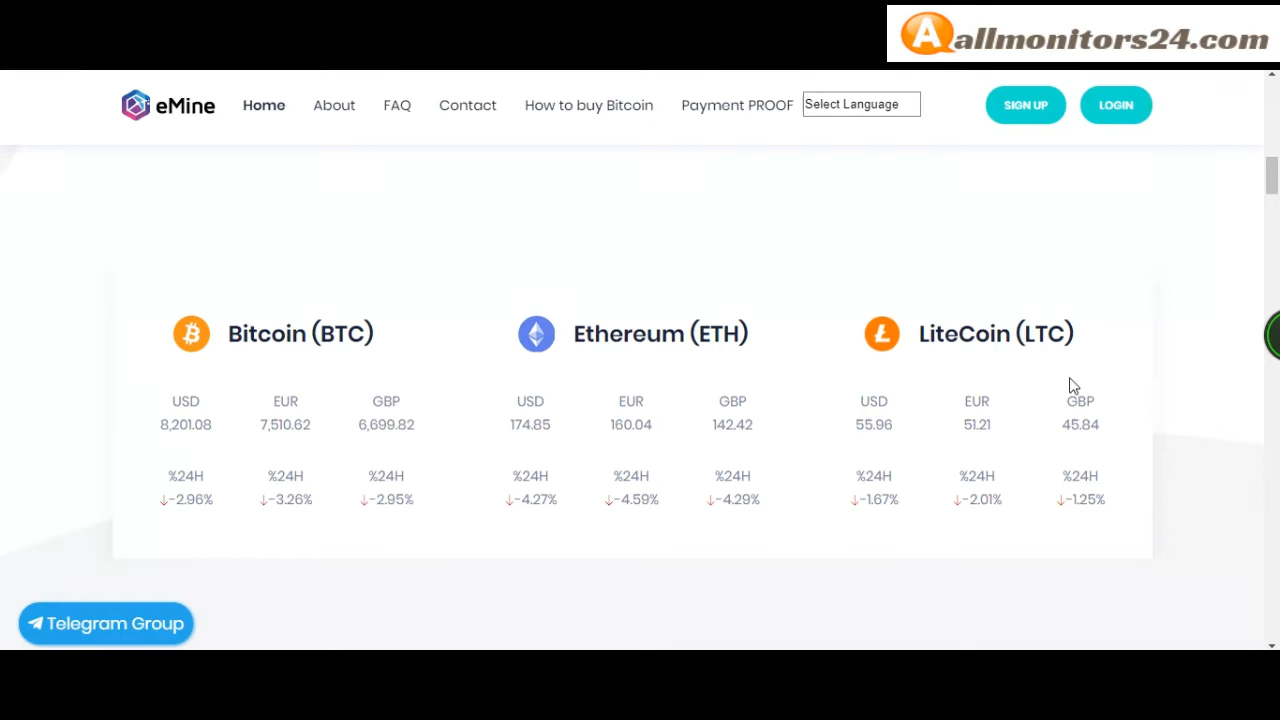 Aallmonitors24.com
eMine Home About FAQ Contact How to buy Bitcoin Payment PROOF Select Language SIGN UP LOGIN
Bitcoin (BTC) Ethereum (ETH) LiteCoin (LTC)
USD EUR GBP USD EUR GBP USD EUR GBP
8,201.08 7,510.62 6,699.82 174.85 160.04 142.42 55.96 51.21 45.84
%24H %24H %24H %24H %24H %24H %24H %24H %24H
↓-2.96% ↓-3.26% ↓-2.95% ↓-4.27% ↓-4.59% ↓-4.29% ↓-1.67% ↓-2.01% ↓-1.25%
Telegram Group